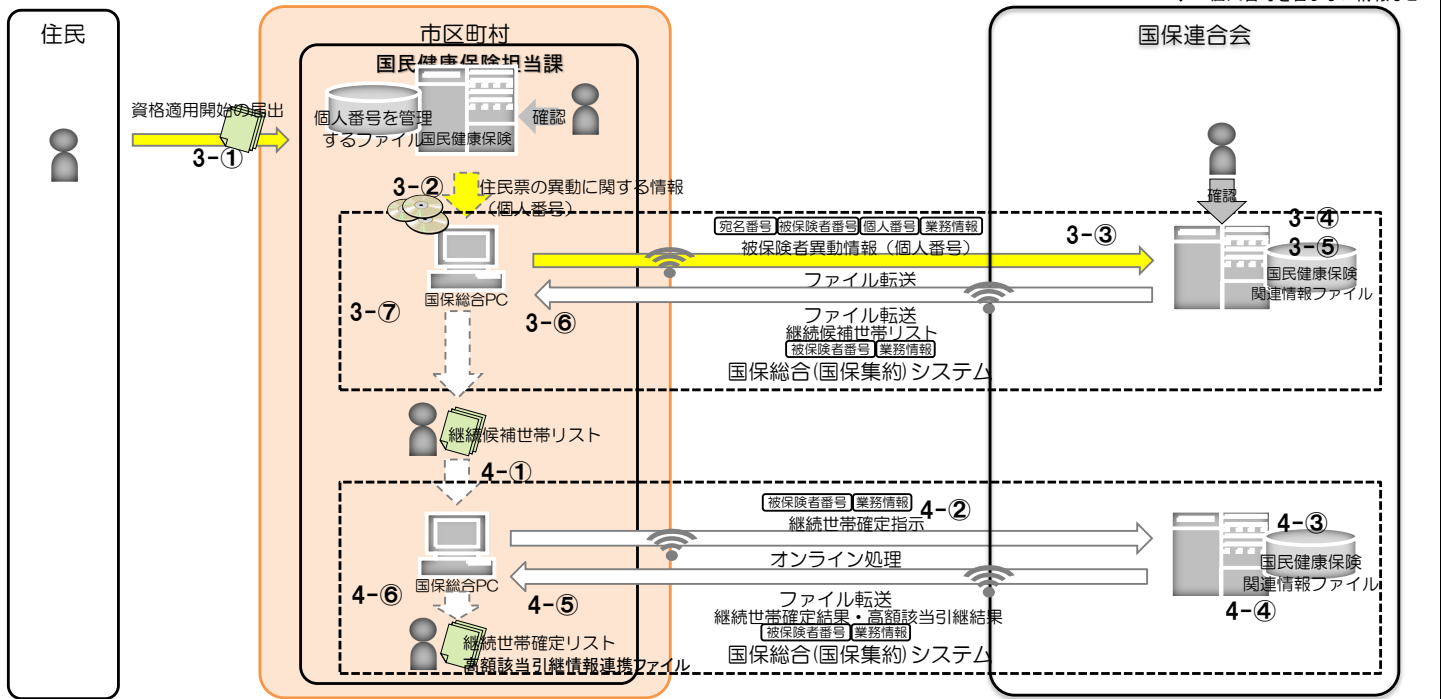 住民
市区町村
国保連合会
国民健康保険担当課
資格適用開始の届出
3-①
個人番号を管理
するファイル
国民健康保険
確認
3-②
住民票の異動に関する情報
（個人番号）
確認
宛名番号 被保険者番号 個人番号 業務情報
被保険者異動情報（個人番号）
3-③
3-④
3-⑤
国民健康保険
関連情報ファイル
ファイル転送
国保総合PC
3-⑦
3-⑥
ファイル転送
継続候補世帯リスト
被保険者番号 業務情報
国保総合(国保集約)システム
継続候補世帯リスト
4-①
被保険者番号 業務情報
4-②
継続世帯確定指示
4-③
国民健康保険
関連情報ファイル
オンライン処理
国保総合PC
4-⑥
4-⑤
4-④
ファイル転送
継続世帯確定結果・高額該当引継結果
被保険者番号 業務情報
国保総合(国保集約)システム
継続世帯確定リスト
高額該当引継情報連携ファイル